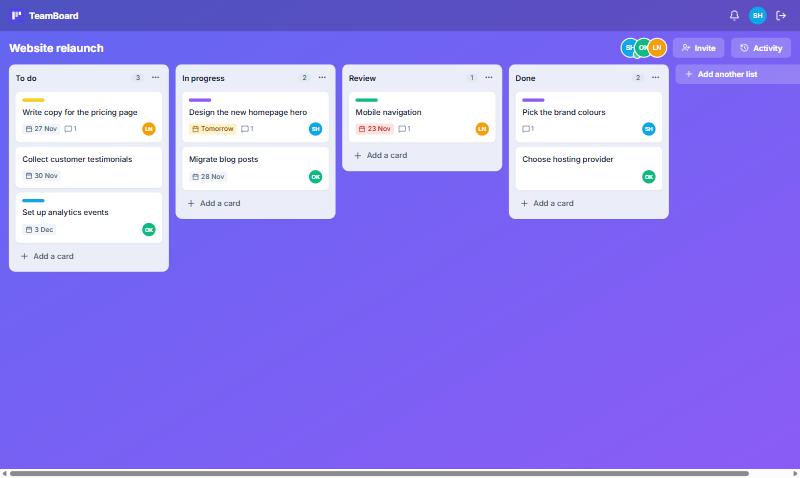 TeamBoard
SH
Website relaunch
SH OK LN
Invite
Activity
To do 3
Write copy for the pricing page
27 Nov 1 LN
Collect customer testimonials
30 Nov
Set up analytics events
3 Dec OK
Add a card
In progress 2
Design the new homepage hero
Tomorrow 1 SH
Migrate blog posts
28 Nov OK
Add a card
Review 1
Mobile navigation
23 Nov 1 LN
Add a card
Done 2
Pick the brand colours
1 SH
Choose hosting provider
OK
Add a card
Add another list